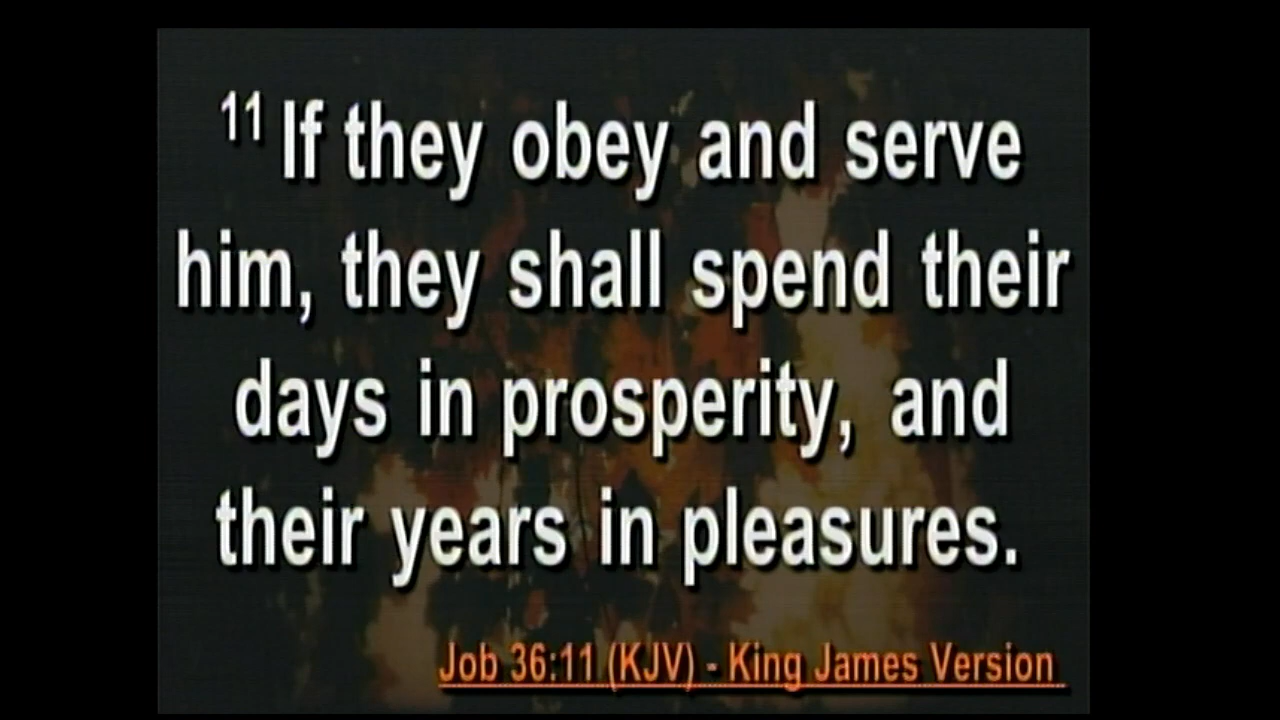 11 If they obey and serve
him, they shall spend their
days in prosperity, and
their years in pleasures.
Job 36:11 (KJV) - King James Version